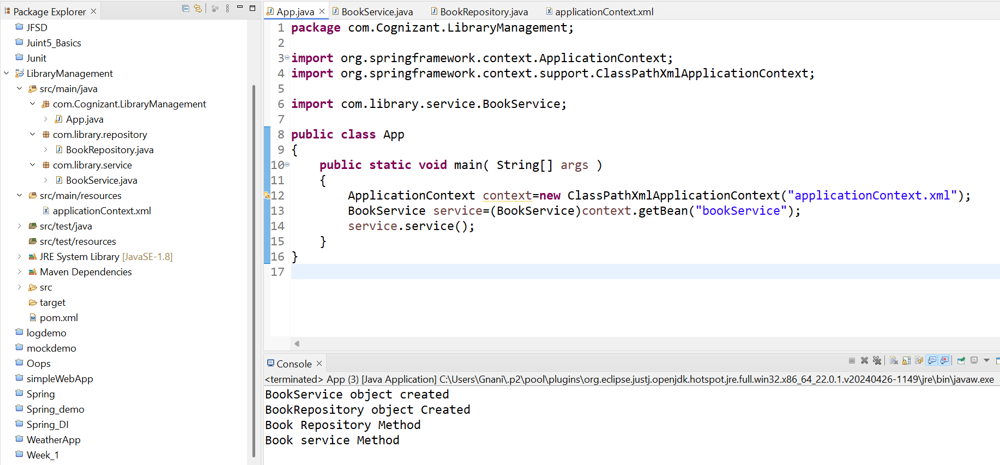 Package Explorer
JFSD
Juint5_Basics
Junit
LibraryManagement
src/main/java
com.Cognizant.LibraryManagement
App.java
com.library.repository
BookRepository.java
com.library.service
BookService.java
src/main/resources
applicationContext.xml
src/test/java
src/test/resources
JRE System Library [JavaSE-1.8]
Maven Dependencies
src
target
pom.xml
logdemo
mockdemo
Oops
simpleWebApp
Spring
Spring_demo
Spring_DI
WeatherApp
Week_1
App.java BookService.java BookRepository.java applicationContext.xml
1 package com.Cognizant.LibraryManagement;
2
3 import org.springframework.context.ApplicationContext;
4 import org.springframework.context.support.ClassPathXmlApplicationContext;
5
6 import com.library.service.BookService;
7
8 public class App
9 {
10 public static void main( String[] args )
11 {
12 ApplicationContext context=new ClassPathXmlApplicationContext("applicationContext.xml");
13 BookService service=(BookService)context.getBean("bookService");
14 service.service();
15 }
16 }
17
Console
<terminated> App (3) [Java Application] C:\Users\Gnani\.p2\pool\plugins\org.eclipse.justj.openjdk.hotspot.jre.full.win32.x86_64_22.0.1.v20240426-1149\jre\bin\javaw.exe
BookService object created
BookRepository object Created
Book Repository Method
Book service Method